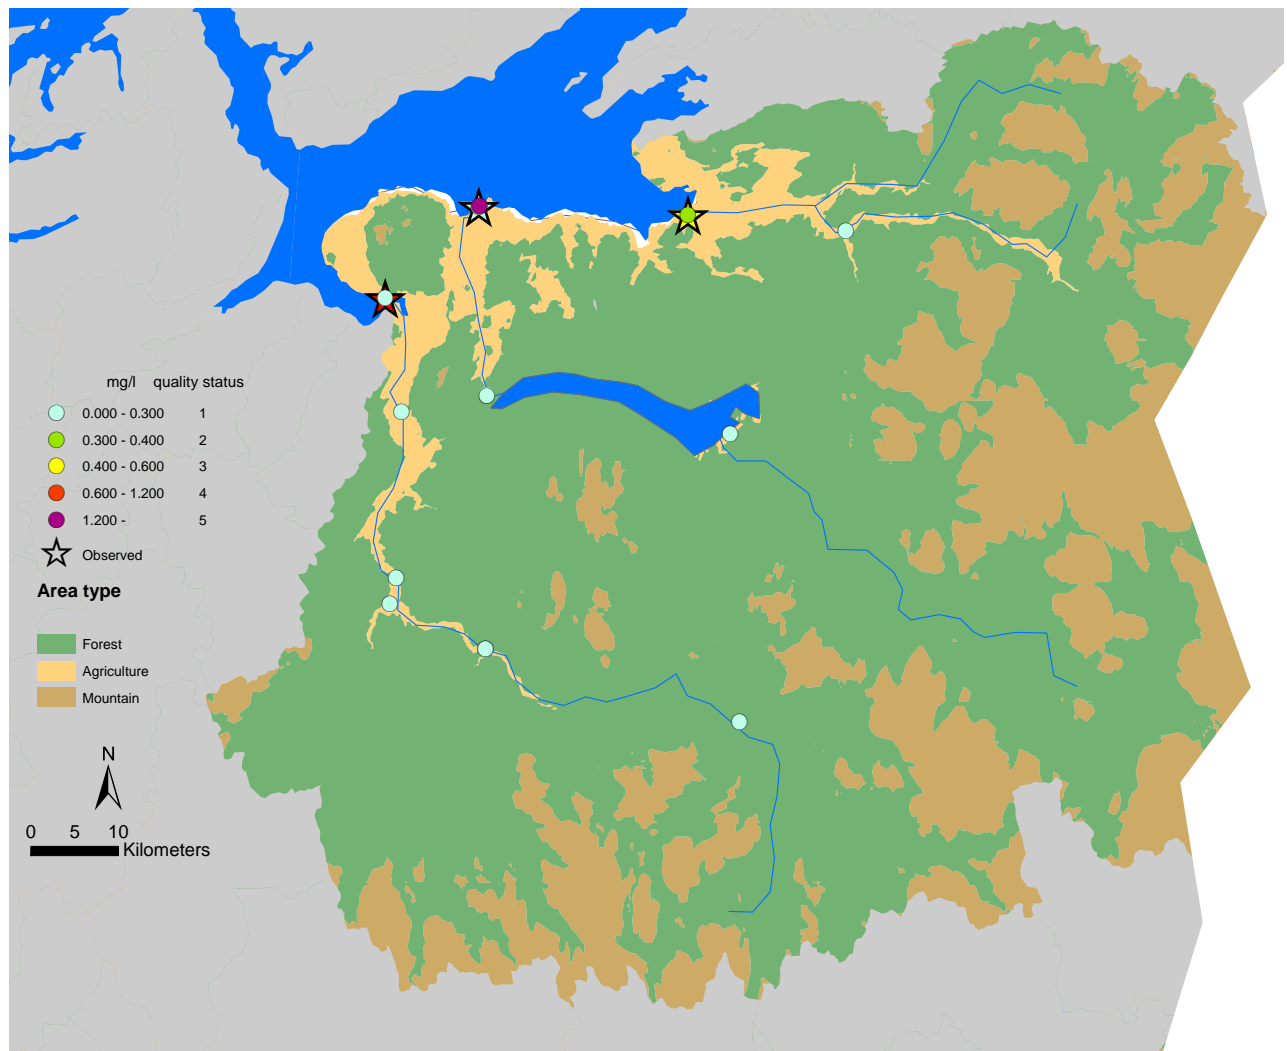 mg/l quality status
0.000 - 0.300 1
0.300 - 0.400 2
0.400 - 0.600 3
0.600 - 1.200 4
1.200 - 5
Observed
Area type
Forest
Agriculture
Mountain
N
0 5 10
Kilometers